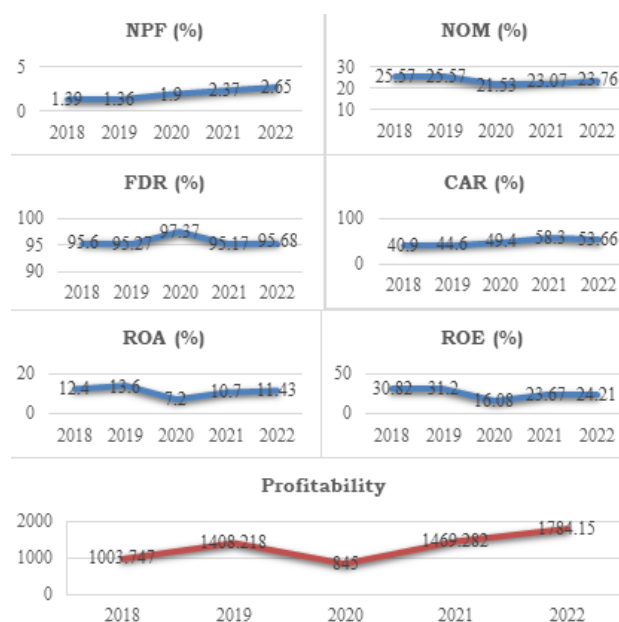 NPF (%)
5
0
1.39 1.36 1.9 2.37 2.65
2018 2019 2020 2021 2022
NOM (%)
30
20
10
25.57 25.57 21.53 23.07 23.76
2018 2019 2020 2021 2022
FDR (%)
100
95
90
95.6 95.27 97.37 95.17 95.68
2018 2019 2020 2021 2022
CAR (%)
100
0
40.9 44.6 49.4 58.3 53.66
2018 2019 2020 2021 2022
ROA (%)
20
0
12.4 13.6 7.2 10.7 11.43
2018 2019 2020 2021 2022
ROE (%)
50
0
30.82 31.2 16.08 23.67 24.21
2018 2019 2020 2021 2022
Profitability
2000
1000
0
1003.747 1408.218 845 1469.282 1784.15
2018 2019 2020 2021 2022